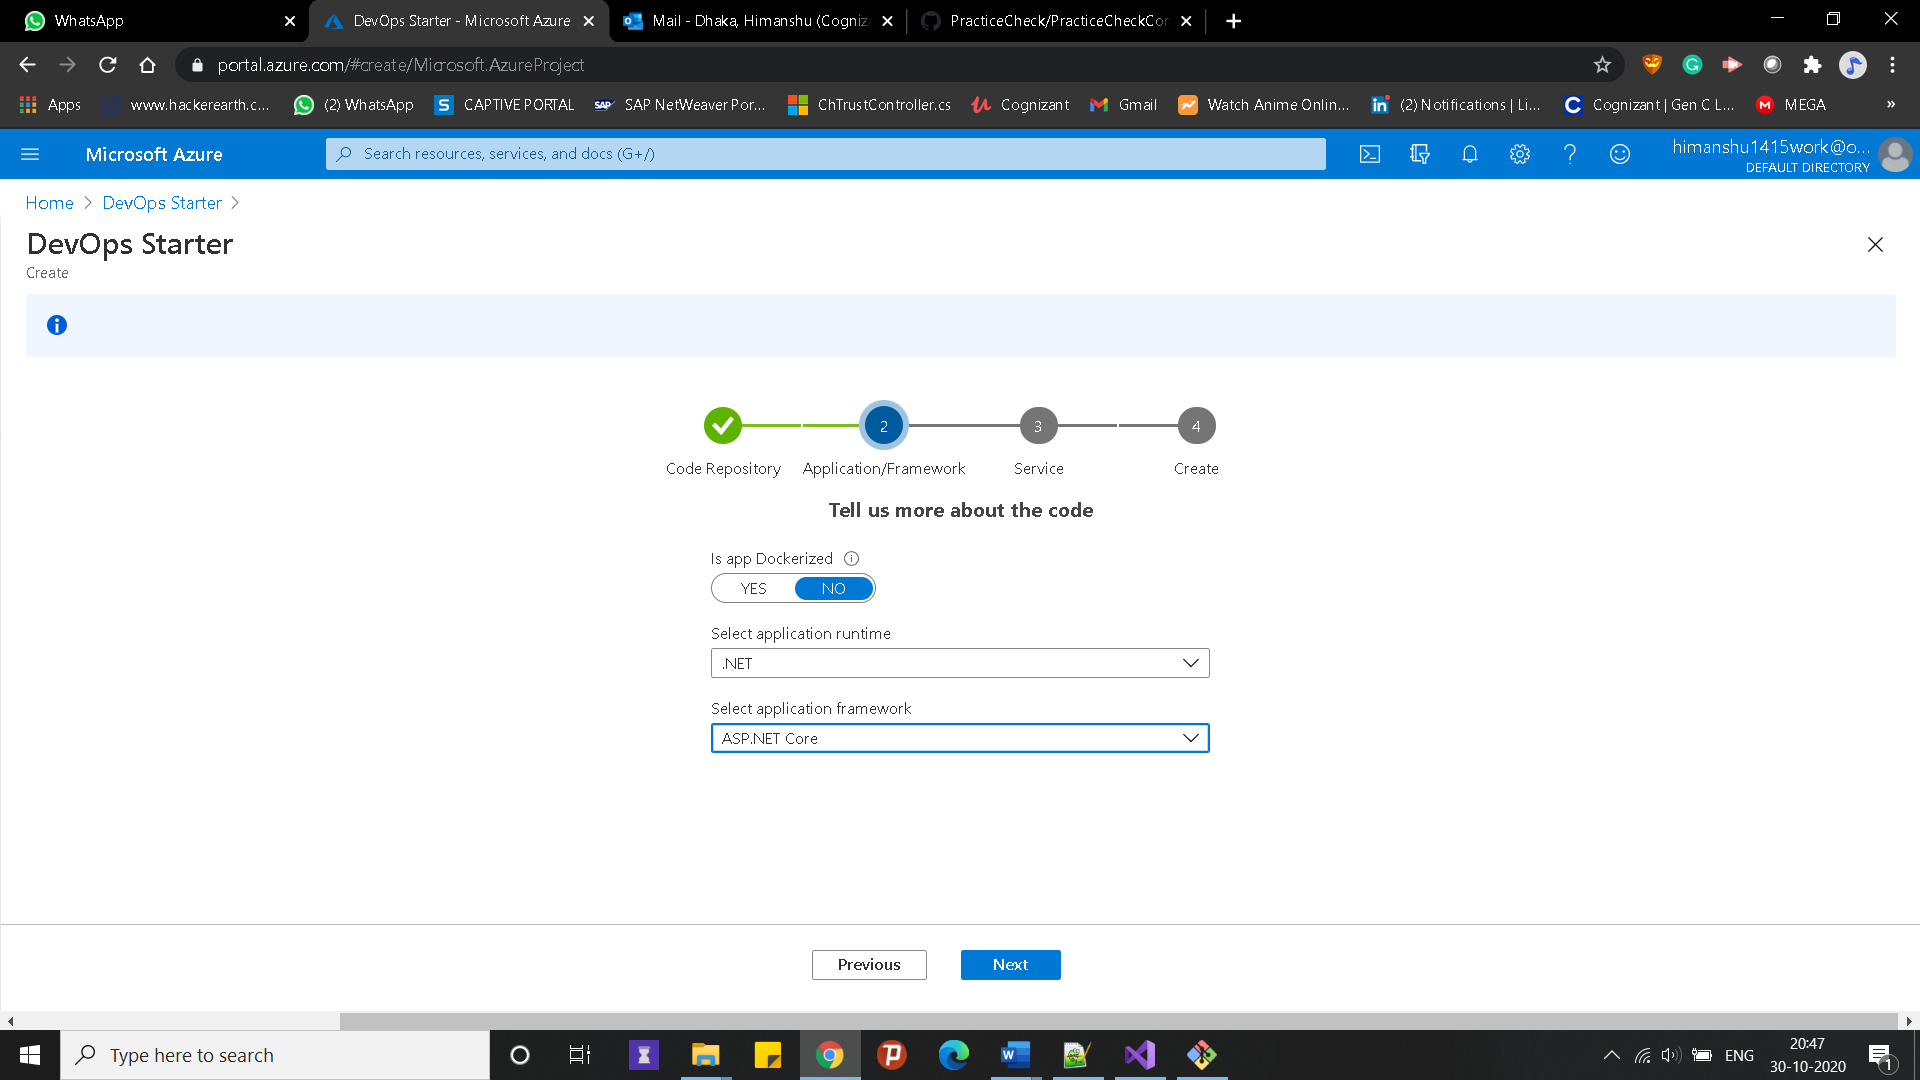 WhatsApp
DevOps Starter - Microsoft Azure
Mail - Dhaka, Himanshu (Cogniz
PracticeCheck/PracticeCheckCor
portal.azure.com/#create/Microsoft.AzureProject
Apps
www.hackerearth.c...
(2) WhatsApp
S
CAPTIVE PORTAL
SAP
SAP NetWeaver Por...
ChTrustController.cs
Cognizant
Gmail
Watch Anime Onlin...
in
(2) Notifications | Li...
C
Cognizant | Gen C L...
M
MEGA
»
Microsoft Azure
Search resources, services, and docs (G+/)
himanshu1415work@o...
DEFAULT DIRECTORY
Home > DevOps Starter >
DevOps Starter
Create
2
3
4
Code Repository
Application/Framework
Service
Create
Tell us more about the code
Is app Dockerized
YES NO
Select application runtime
.NET
Select application framework
ASP.NET Core
Previous
Next
Type here to search
ENG
20:47
30-10-2020
1